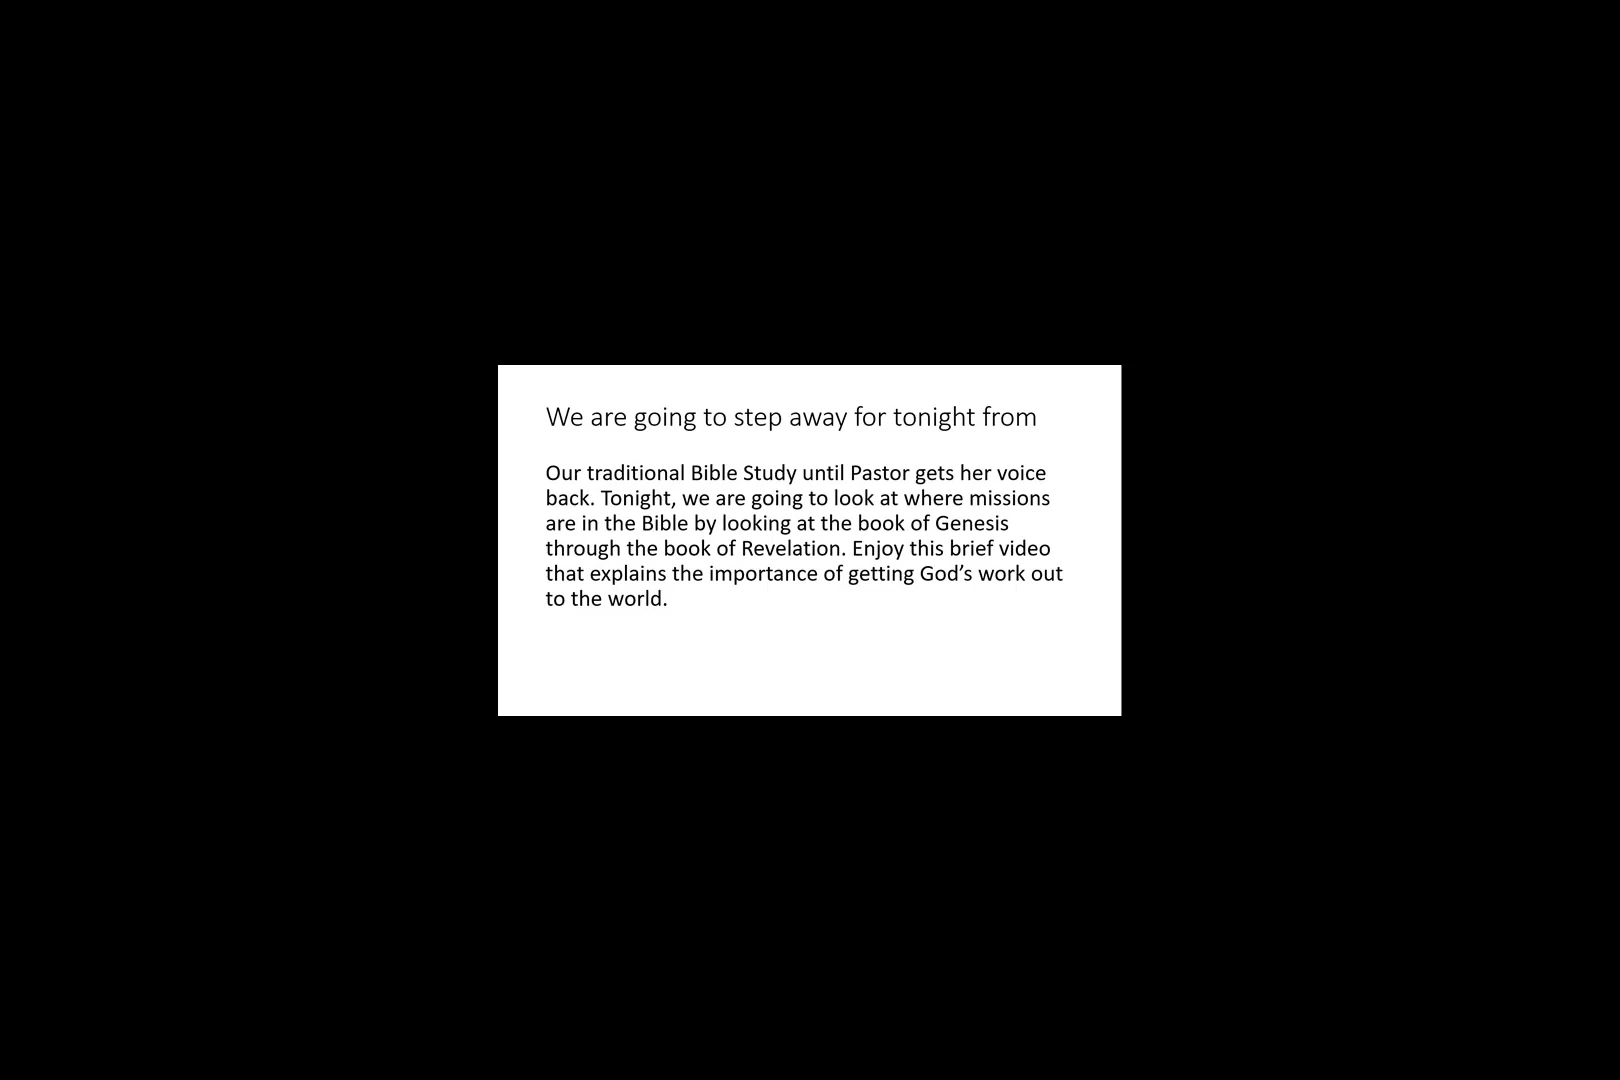 We are going to step away for tonight from
Our traditional Bible Study until Pastor gets her voice
back. Tonight, we are going to look at where missions
are in the Bible by looking at the book of Genesis
through the book of Revelation. Enjoy this brief video
that explains the importance of getting God’s work out
to the world.